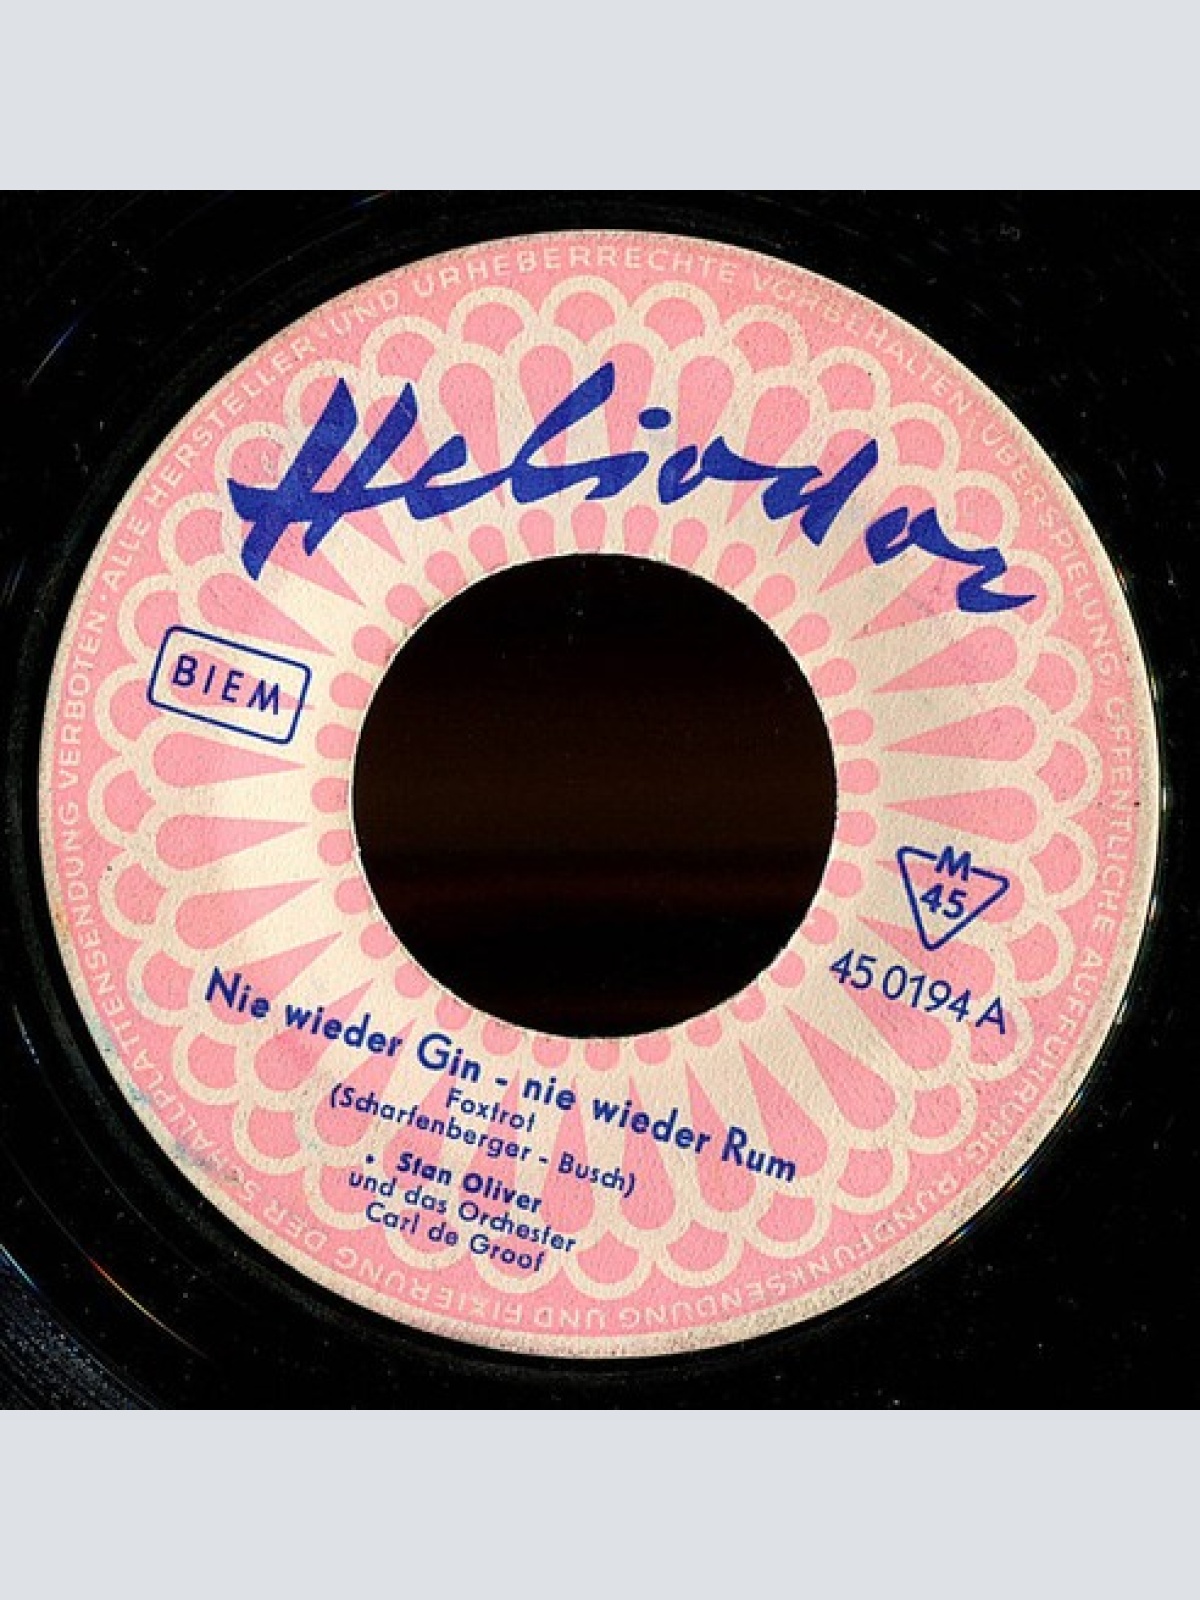 ALLE HERSTELLER- UND URHEBERRECHTE VORBEHALTEN. ÜBERSPIELUNG, ÖFFENTLICHE AUFFÜHRUNG, RUNDFUNKSENDUNG UND FIXIERUNG DER SCHALLPLATTENSENDUNG VERBOTEN.
Heliodor
BIEM
M
45
45 0194 A
Nie wieder Gin - nie wieder Rum
Foxtrot
(Scharfenberger - Busch)
Stan Oliver
und das Orchester
Carl de Groof